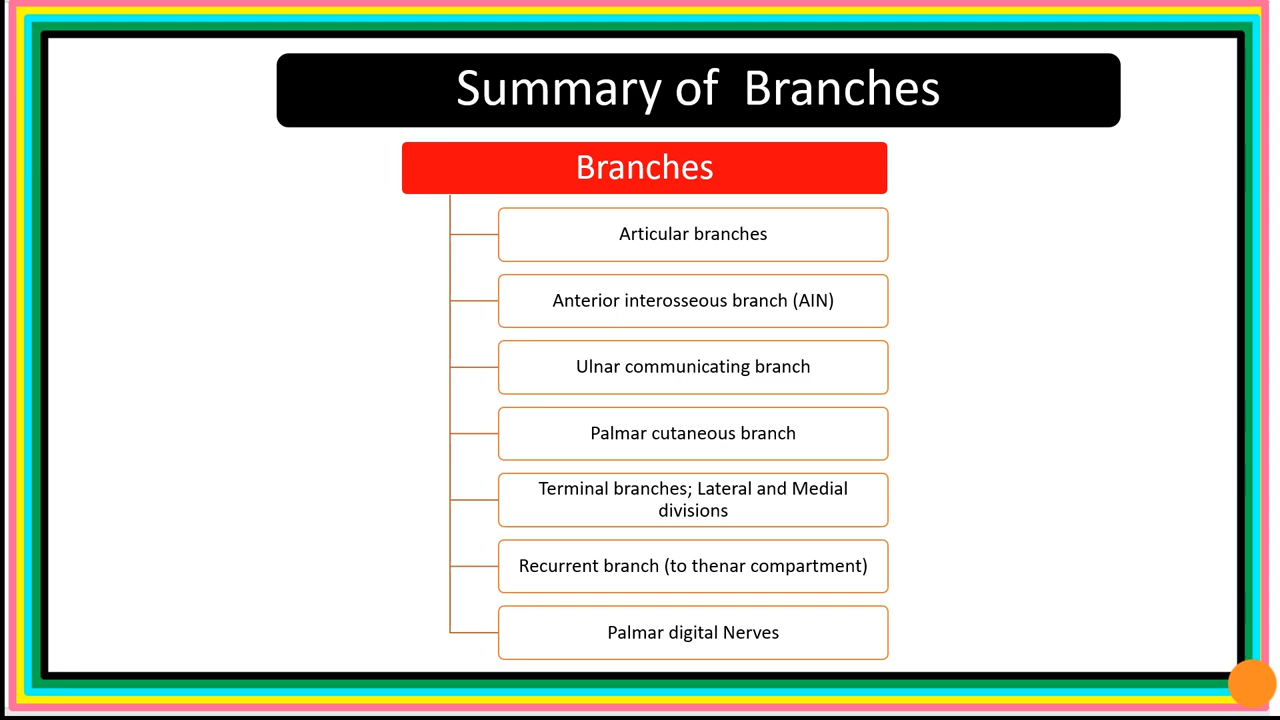 Summary of  Branches
Branches
Articular branches
Anterior interosseous branch (AIN)
Ulnar communicating branch
Palmar cutaneous branch
Terminal branches; Lateral and Medial
divisions
Recurrent branch (to thenar compartment)
Palmar digital Nerves